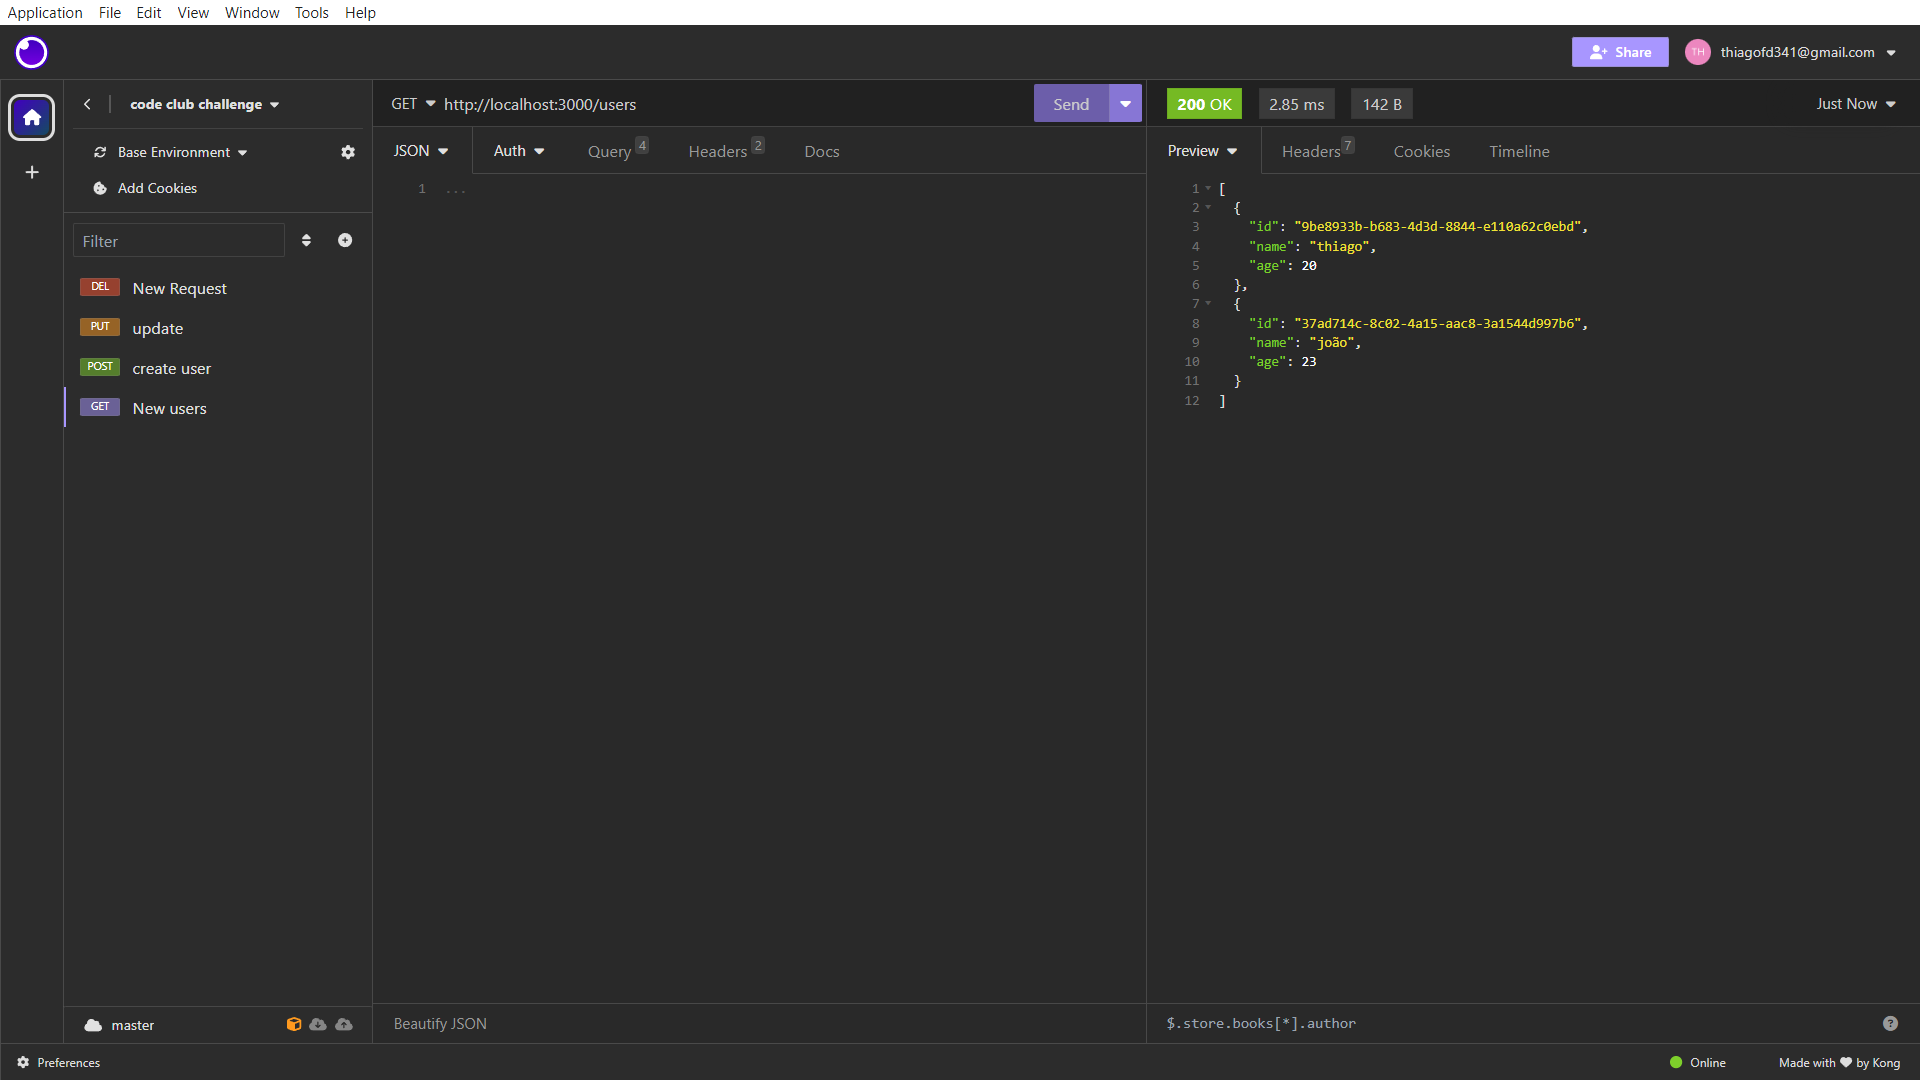 Application File Edit View Window Tools Help
Share TH thiagofd341@gmail.com
code club challenge
Base Environment
Add Cookies
Filter
DEL New Request
PUT update
POST create user
GET New users
master
GET http://localhost:3000/users Send
JSON Auth Query 4 Headers 2 Docs
1 ...
Beautify JSON
200 OK 2.85 ms 142 B Just Now
Preview Headers 7 Cookies Timeline
1 [
2 {
3 "id": "9be8933b-b683-4d3d-8844-e110a62c0ebd",
4 "name": "thiago",
5 "age": 20
6 },
7 {
8 "id": "37ad714c-8c02-4a15-aac8-3a1544d997b6",
9 "name": "joão",
10 "age": 23
11 }
12 ]
$.store.books[*].author
Preferences Online Made with ♥ by Kong